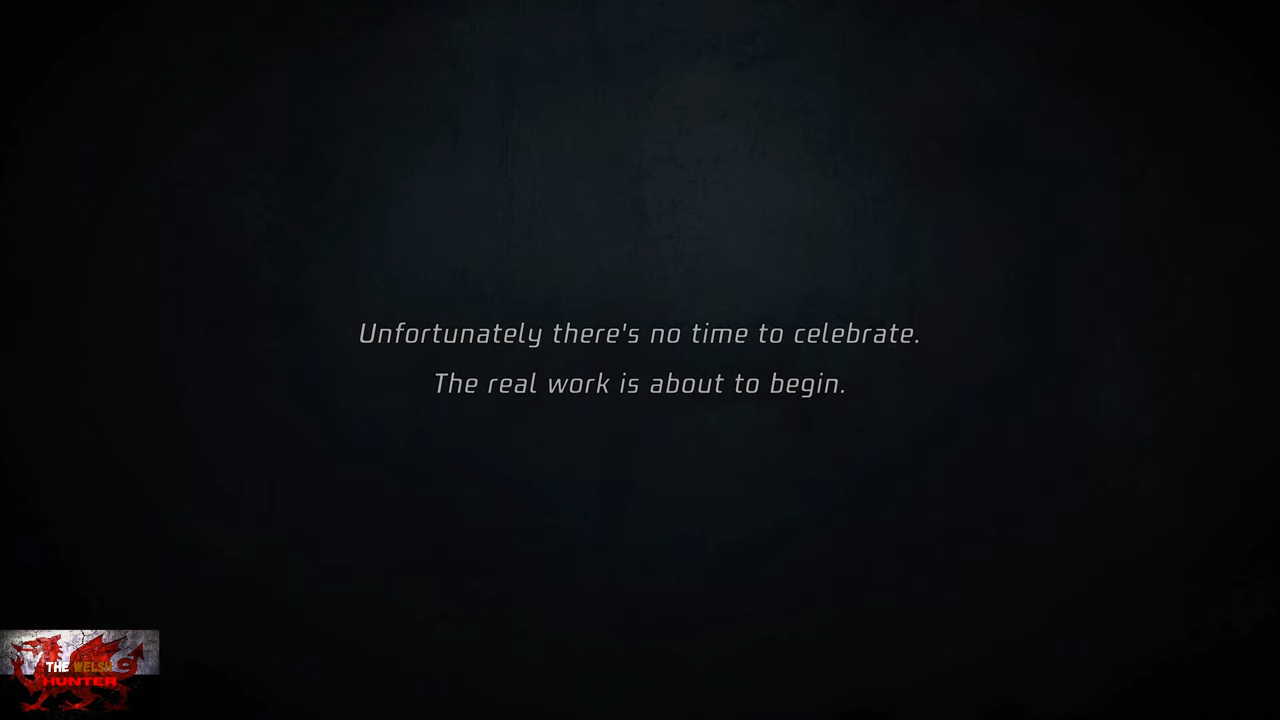 Unfortunately there's no time to celebrate.
The real work is about to begin.
THE WELSH
HUNTER